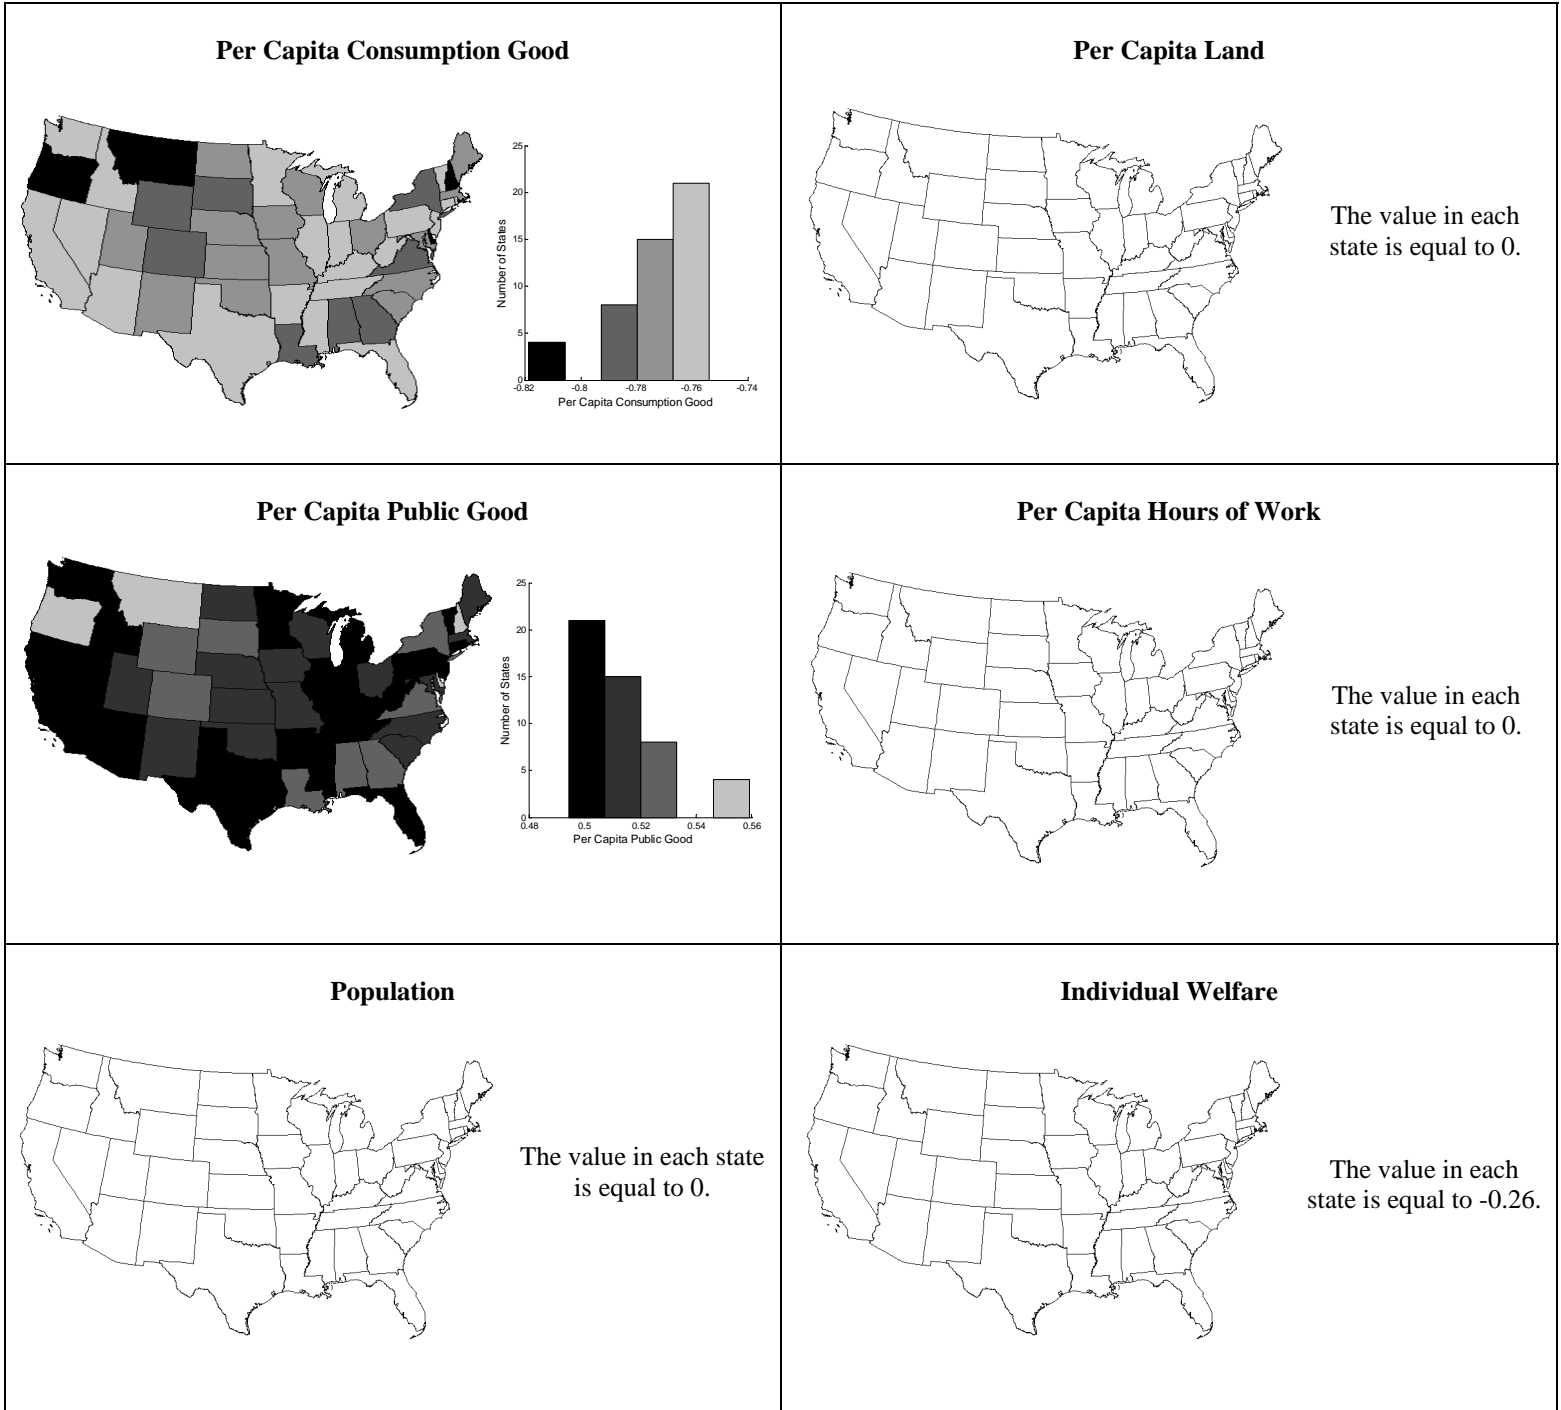 Per Capita Consumption Good
25
20
15
10
5
0
Number of States
-0.82
-0.8
-0.78
-0.76
-0.74
Per Capita Consumption Good
Per Capita Land
The value in each
state is equal to 0.
Per Capita Public Good
25
20
15
10
5
0
Number of States
0.48
0.5
0.52
0.54
0.56
Per Capita Public Good
Per Capita Hours of Work
The value in each
state is equal to 0.
Population
The value in each state
is equal to 0.
Individual Welfare
The value in each
state is equal to -0.26.